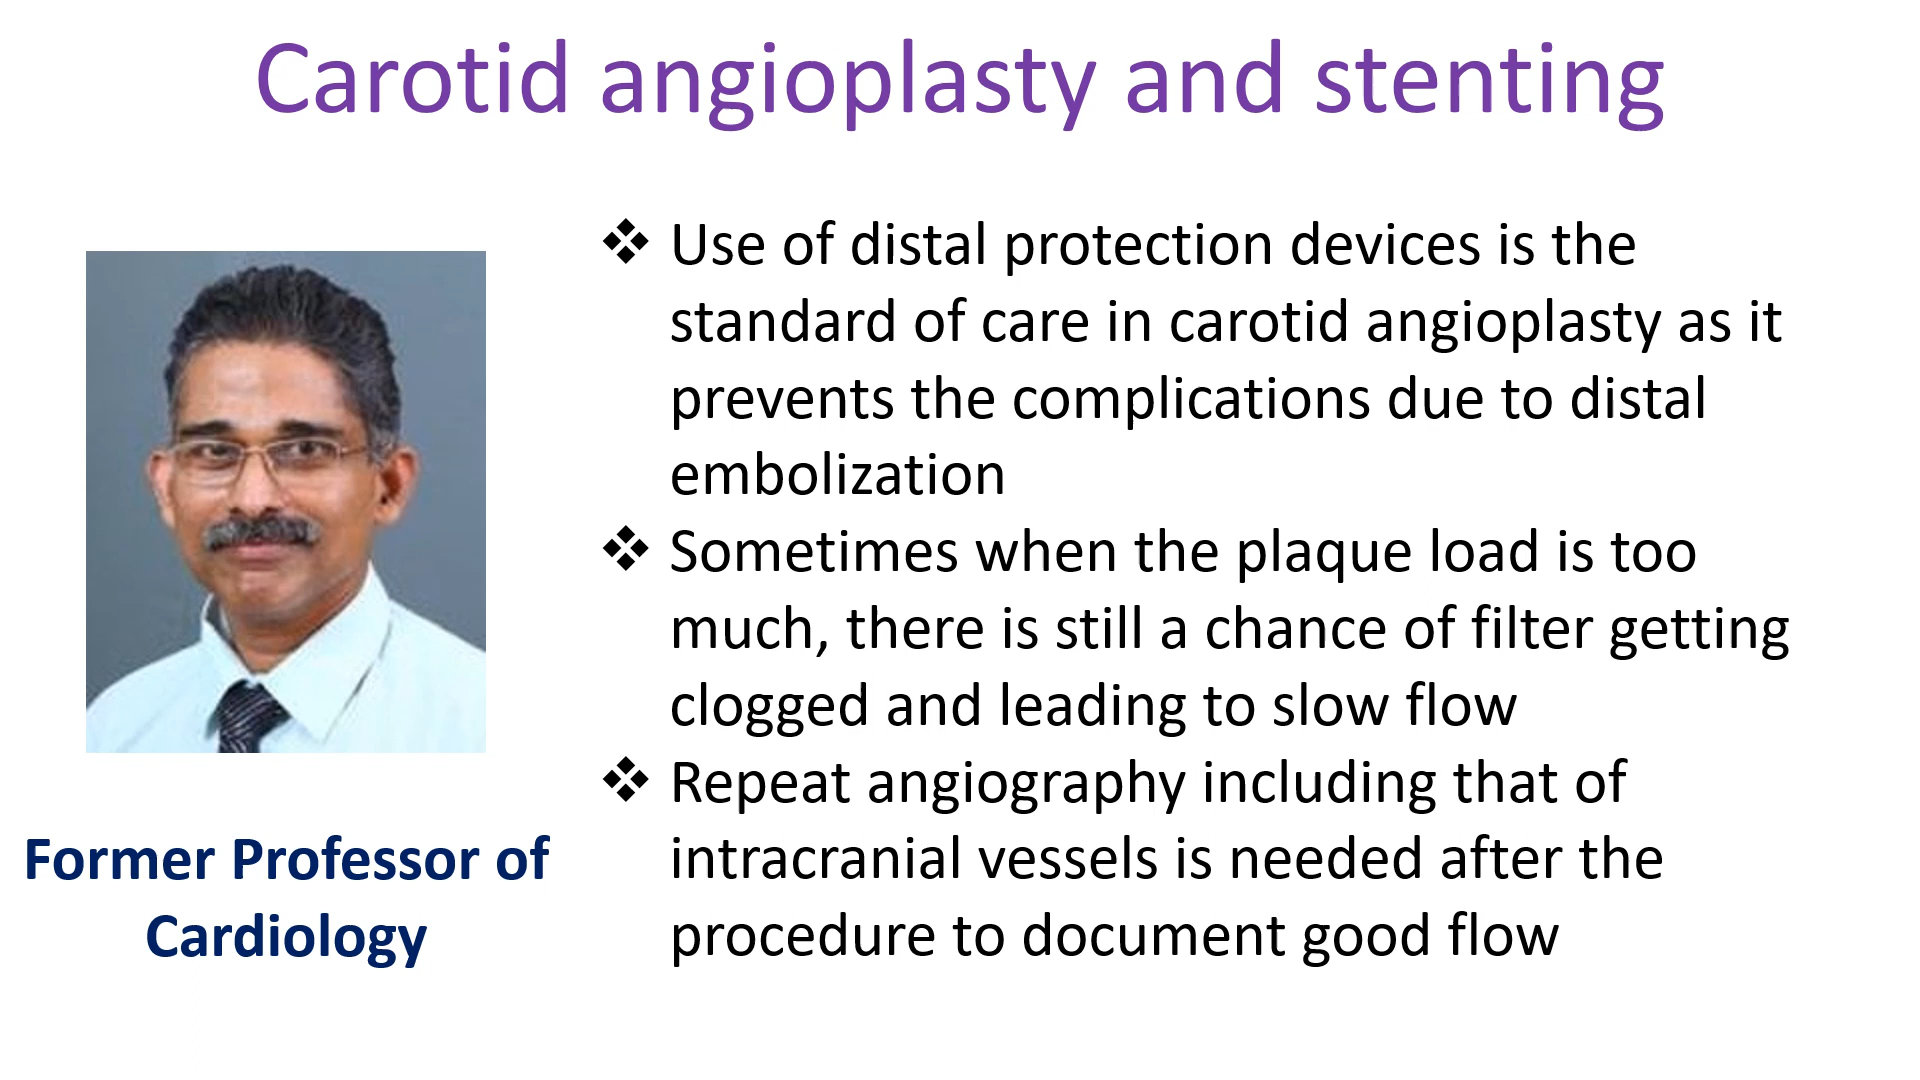 Carotid angioplasty and stenting
❖ Use of distal protection devices is the
standard of care in carotid angioplasty as it
prevents the complications due to distal
embolization
❖ Sometimes when the plaque load is too
much, there is still a chance of filter getting
clogged and leading to slow flow
❖ Repeat angiography including that of
intracranial vessels is needed after the
procedure to document good flow
Former Professor of
Cardiology